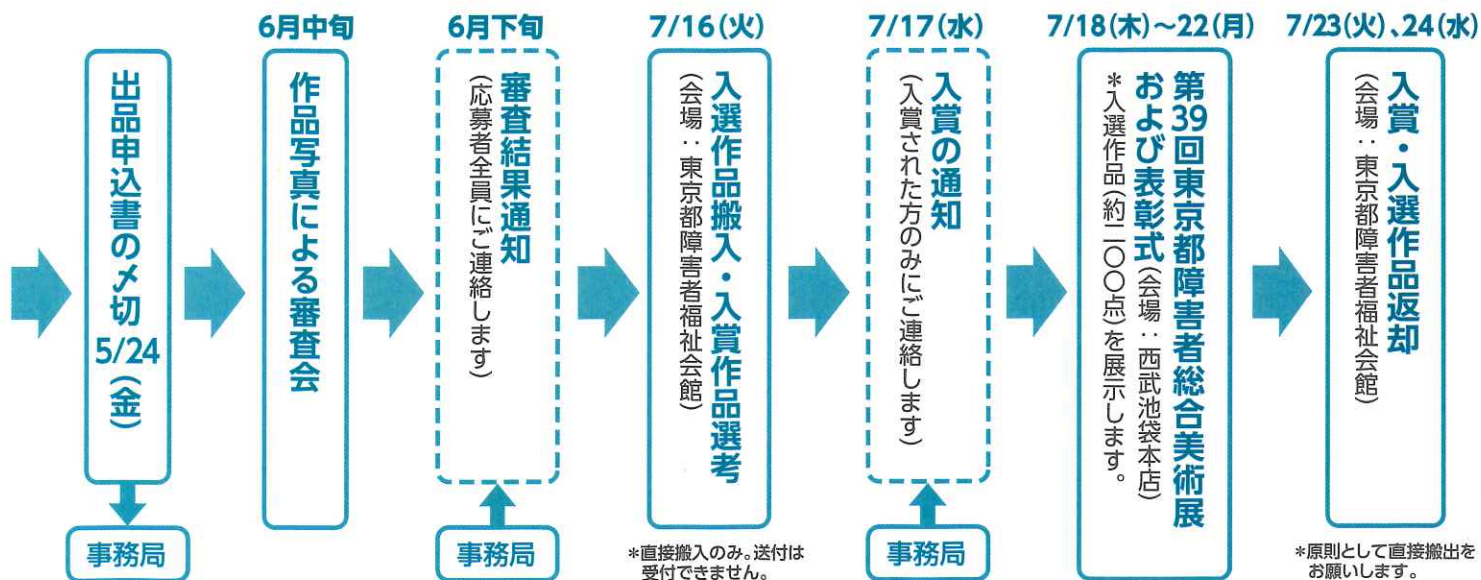 出品申込書の〆切 5/24(金)
事務局
6月中旬
作品写真による審査会
6月下旬
審査結果通知
(応募者全員にご連絡します)
事務局
7/16(火)
入選作品搬入・入賞作品選考
(会場：東京都障害者福祉会館)
*直接搬入のみ。送付は
受付できません。
7/17(水)
入賞の通知
(入賞された方のみにご連絡します)
事務局
7/18(木)～22(月)
第39回東京都障害者総合美術展
および表彰式(会場：西武池袋本店)
*入選作品(約二〇〇点)を展示します。
7/23(火)、24(水)
入賞・入選作品返却
(会場：東京都障害者福祉会館)
*原則として直接搬出を
お願いします。